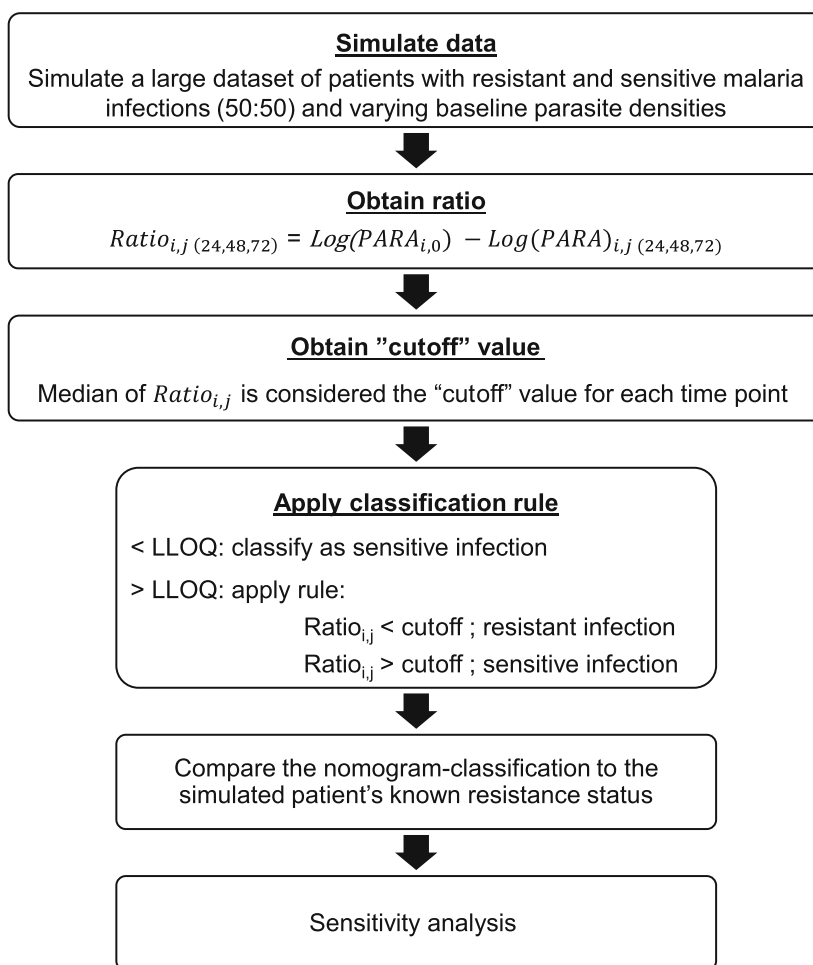 Simulate data
Simulate a large dataset of patients with resistant and sensitive malaria
infections (50:50) and varying baseline parasite densities
Obtain ratio
Ratio_{i,j (24,48,72)} = Log(PARA_{i,0}) − Log(PARA)_{i,j (24,48,72)}
Obtain ”cutoff” value
Median of Ratio_{i,j} is considered the “cutoff” value for each time point
Apply classification rule
< LLOQ: classify as sensitive infection
> LLOQ: apply rule:
Ratio_{i,j} < cutoff ; resistant infection
Ratio_{i,j} > cutoff ; sensitive infection
Compare the nomogram-classification to the
simulated patient’s known resistance status
Sensitivity analysis